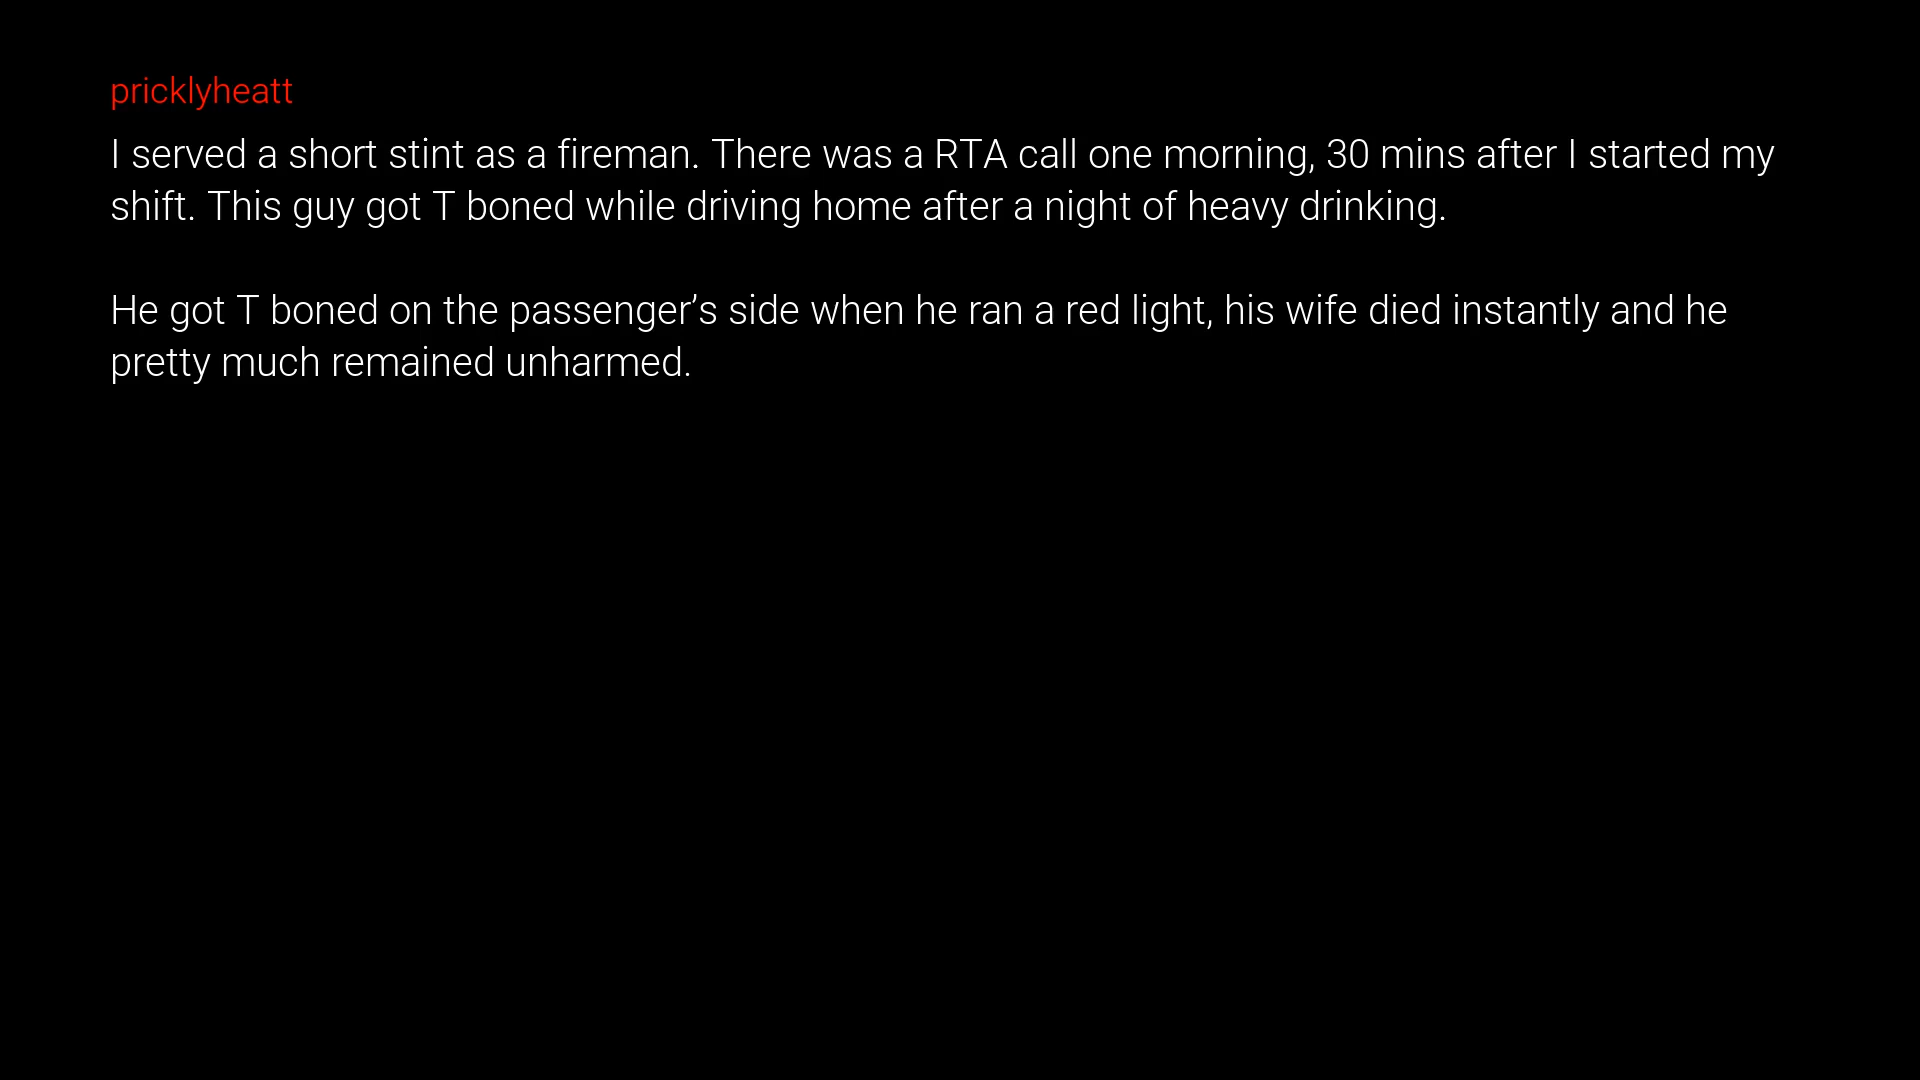 pricklyheatt
I served a short stint as a fireman. There was a RTA call one morning, 30 mins after I started my
shift. This guy got T boned while driving home after a night of heavy drinking.
He got T boned on the passenger’s side when he ran a red light, his wife died instantly and he
pretty much remained unharmed.